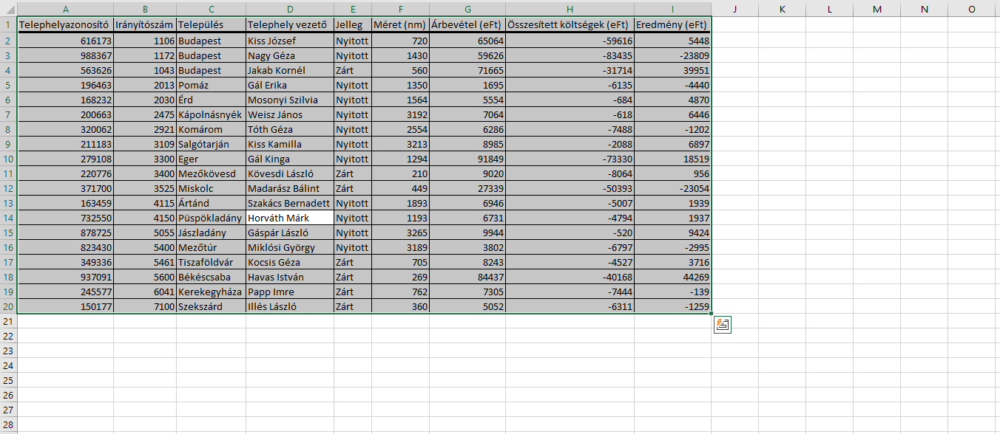 A B C D E F G H I J K L M N O
1 Telephelyazonosító Irányítószám Település Telephely vezető Jelleg Méret (nm) Árbevétel (eFt) Összesített költségek (eFt) Eredmény (eFt)
2 616173 1106 Budapest Kiss József Nyitott 720 65064 -59616 5448
3 988367 1172 Budapest Nagy Géza Nyitott 1430 59626 -83435 -23809
4 563626 1043 Budapest Jakab Kornél Zárt 560 71665 -31714 39951
5 196463 2013 Pomáz Gál Erika Nyitott 1350 1695 -6135 -4440
6 168232 2030 Érd Mosonyi Szilvia Nyitott 1564 5554 -684 4870
7 200663 2475 Kápolnásnyék Weisz János Nyitott 3192 7064 -618 6446
8 320062 2921 Komárom Tóth Géza Nyitott 2554 6286 -7488 -1202
9 211183 3109 Salgótarján Kiss Kamilla Nyitott 3213 8985 -2088 6897
10 279108 3300 Eger Gál Kinga Nyitott 1294 91849 -73330 18519
11 220776 3400 Mezőkövesd Kövesdi László Zárt 210 9020 -8064 956
12 371700 3525 Miskolc Madarász Bálint Zárt 449 27339 -50393 -23054
13 163459 4115 Ártánd Szakács Bernadett Nyitott 1893 6946 -5007 1939
14 732550 4150 Püspökladány Horváth Márk Nyitott 1193 6731 -4794 1937
15 878725 5055 Jászladány Gáspár László Nyitott 3265 9944 -520 9424
16 823430 5400 Mezőtúr Miklósi György Nyitott 3189 3802 -6797 -2995
17 349336 5461 Tiszaföldvár Kocsis Géza Zárt 705 8243 -4527 3716
18 937091 5600 Békéscsaba Havas István Zárt 269 84437 -40168 44269
19 245577 6041 Kerekegyháza Papp Imre Zárt 762 7305 -7444 -139
20 150177 7100 Szekszárd Illés László Zárt 360 5052 -6311 -1259
21
22
23
24
25
26
27
28